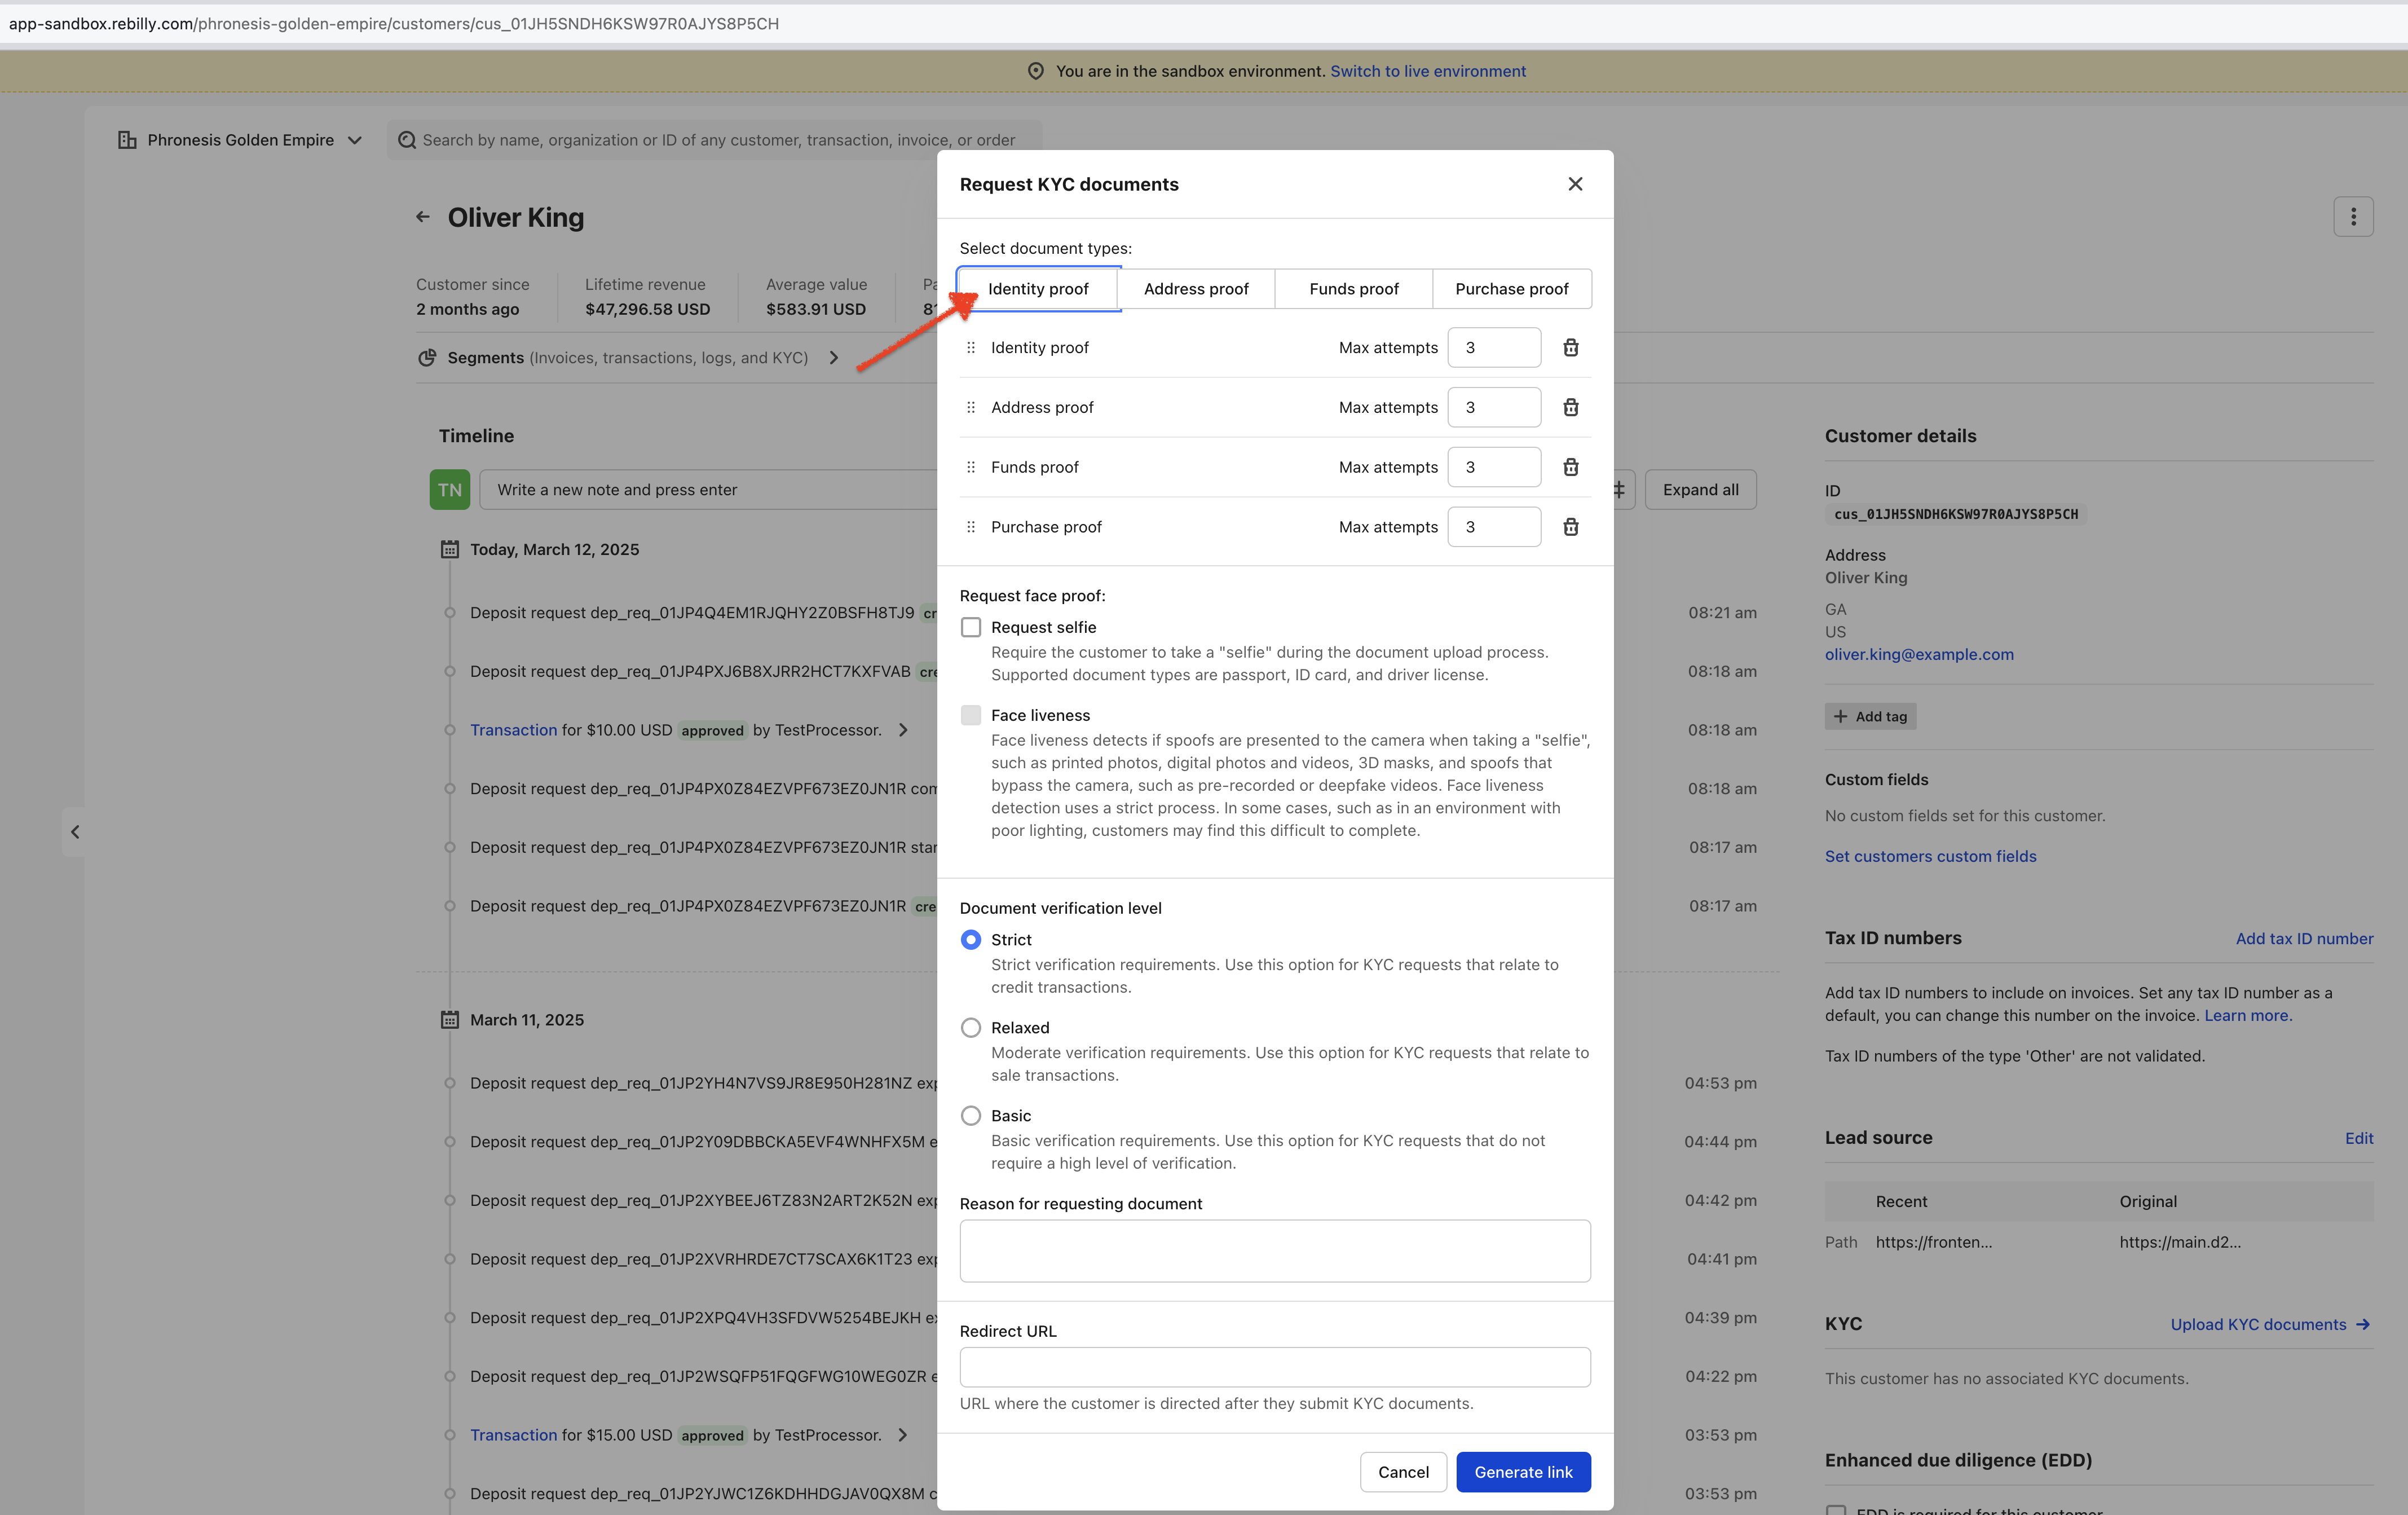 app-sandbox.rebilly.com/phronesis-golden-empire/customers/cus_01JH5SNDH6KSW97R0AJYS8P5CH
You are in the sandbox environment. Switch to live environment
Phronesis Golden Empire
Search by name, organization or ID of any customer, transaction, invoice, or order
Oliver King
Customer since
2 months ago
Lifetime revenue
$47,296.58 USD
Average value
$583.91 USD
Segments (Invoices, transactions, logs, and KYC)
Timeline
TN
Write a new note and press enter
Expand all
Today, March 12, 2025
Deposit request dep_req_01JP4Q4EM1RJQHY2Z0BSFH8TJ9 cr
08:21 am
Deposit request dep_req_01JP4PXJ6B8XJRR2HCT7KXFVAB cre
08:18 am
Transaction for $10.00 USD approved by TestProcessor.
08:18 am
Deposit request dep_req_01JP4PX0Z84EZVPF673EZ0JN1R com
08:18 am
Deposit request dep_req_01JP4PX0Z84EZVPF673EZ0JN1R star
08:17 am
Deposit request dep_req_01JP4PX0Z84EZVPF673EZ0JN1R cre
08:17 am
March 11, 2025
Deposit request dep_req_01JP2YH4N7VS9JR8E950H281NZ exp
04:53 pm
Deposit request dep_req_01JP2Y09DBBCKA5EVF4WNHFX5M e
04:44 pm
Deposit request dep_req_01JP2XYBEEJ6TZ83N2ART2K52N exp
04:42 pm
Deposit request dep_req_01JP2XVRHRDE7CT7SCAX6K1T23 exp
04:41 pm
Deposit request dep_req_01JP2XPQ4VH3SFDVW5254BEJKH ex
04:39 pm
Deposit request dep_req_01JP2WSQFP51FQGFWG10WEG0ZR e
04:22 pm
Transaction for $15.00 USD approved by TestProcessor.
03:53 pm
Deposit request dep_req_01JP2YJWC1Z6KDHHDGJAV0QX8M c
03:53 pm
Request KYC documents
Select document types:
Identity proof
Address proof
Funds proof
Purchase proof
Identity proof Max attempts 3
Address proof Max attempts 3
Funds proof Max attempts 3
Purchase proof Max attempts 3
Request face proof:
Request selfie
Require the customer to take a "selfie" during the document upload process.
Supported document types are passport, ID card, and driver license.
Face liveness
Face liveness detects if spoofs are presented to the camera when taking a "selfie",
such as printed photos, digital photos and videos, 3D masks, and spoofs that
bypass the camera, such as pre-recorded or deepfake videos. Face liveness
detection uses a strict process. In some cases, such as in an environment with
poor lighting, customers may find this difficult to complete.
Document verification level
Strict
Strict verification requirements. Use this option for KYC requests that relate to
credit transactions.
Relaxed
Moderate verification requirements. Use this option for KYC requests that relate to
sale transactions.
Basic
Basic verification requirements. Use this option for KYC requests that do not
require a high level of verification.
Reason for requesting document
Redirect URL
URL where the customer is directed after they submit KYC documents.
Cancel
Generate link
Customer details
ID
cus_01JH5SNDH6KSW97R0AJYS8P5CH
Address
Oliver King
GA
US
oliver.king@example.com
Add tag
Custom fields
No custom fields set for this customer.
Set customers custom fields
Tax ID numbers
Add tax ID number
Add tax ID numbers to include on invoices. Set any tax ID number as a
default, you can change this number on the invoice. Learn more.
Tax ID numbers of the type 'Other' are not validated.
Lead source
Edit
Recent Original
Path https://fronten... https://main.d2...
KYC
Upload KYC documents
This customer has no associated KYC documents.
Enhanced due diligence (EDD)
EDD is required for this customer